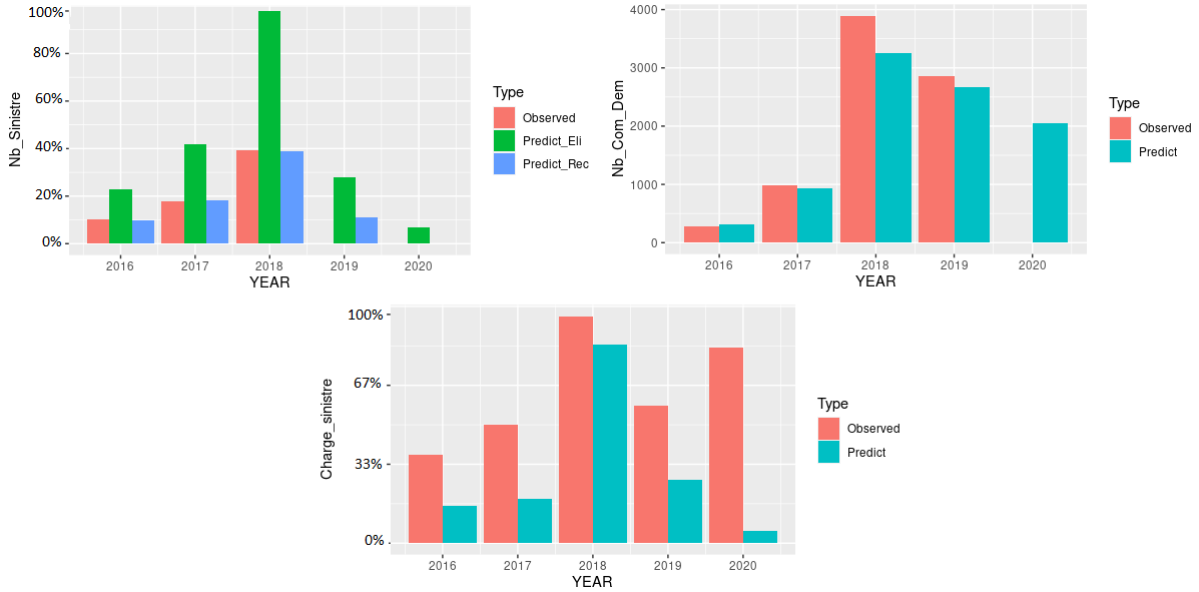 Nb_Sinistre
100%
80%
60%
40%
20%
0%
2016 2017 2018 2019 2020
YEAR
Type
Observed
Predict_Eli
Predict_Rec
Nb_Com_Dem
4000
3000
2000
1000
0
2016 2017 2018 2019 2020
YEAR
Type
Observed
Predict
Charge_sinistre
100%
67%
33%
0%
2016 2017 2018 2019 2020
YEAR
Type
Observed
Predict